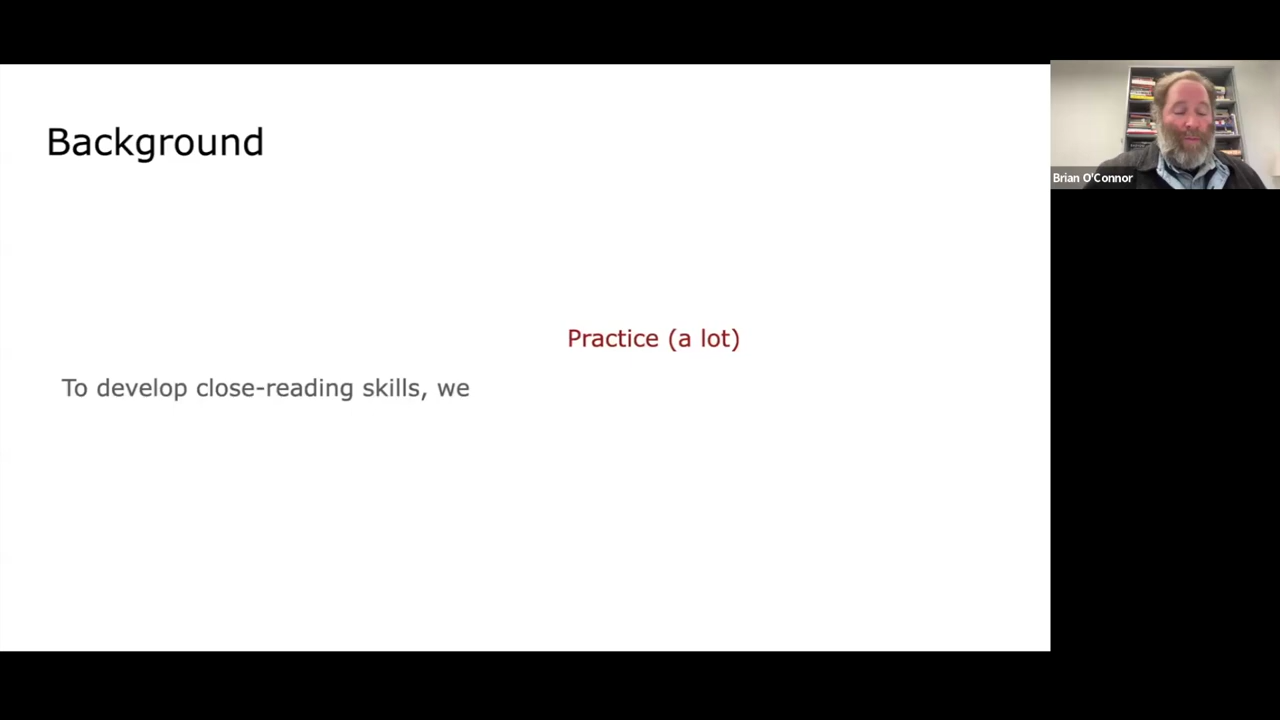 Background
Practice (a lot)
To develop close-reading skills, we
Brian O'Connor